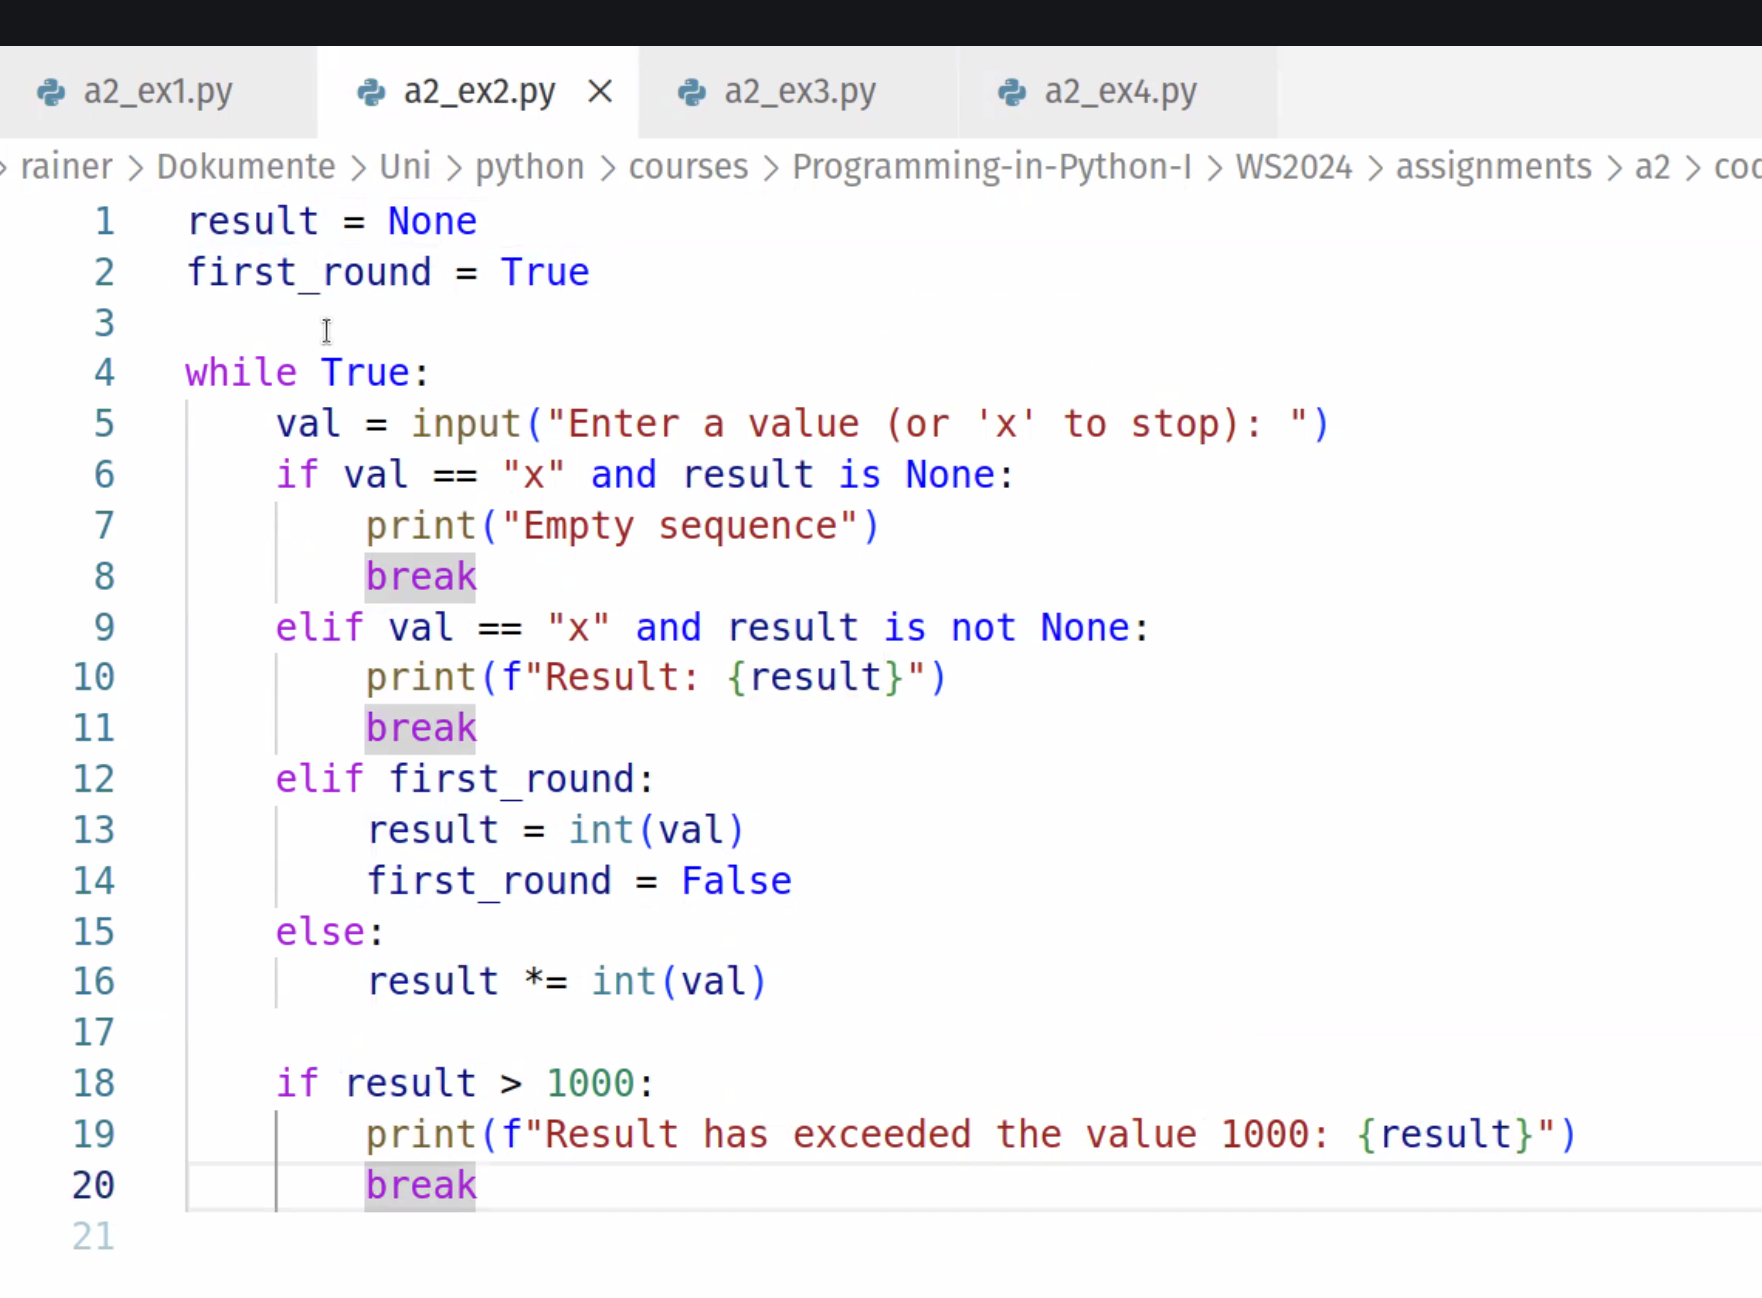 a2_ex1.py a2_ex2.py a2_ex3.py a2_ex4.py
> rainer > Dokumente > Uni > python > courses > Programming-in-Python-I > WS2024 > assignments > a2 >
1 result = None
2 first_round = True
3
4 while True:
5     val = input("Enter a value (or 'x' to stop): ")
6     if val == "x" and result is None:
7         print("Empty sequence")
8         break
9     elif val == "x" and result is not None:
10         print(f"Result: {result}")
11         break
12     elif first_round:
13         result = int(val)
14         first_round = False
15     else:
16         result *= int(val)
17
18     if result > 1000:
19         print(f"Result has exceeded the value 1000: {result}")
20         break
21